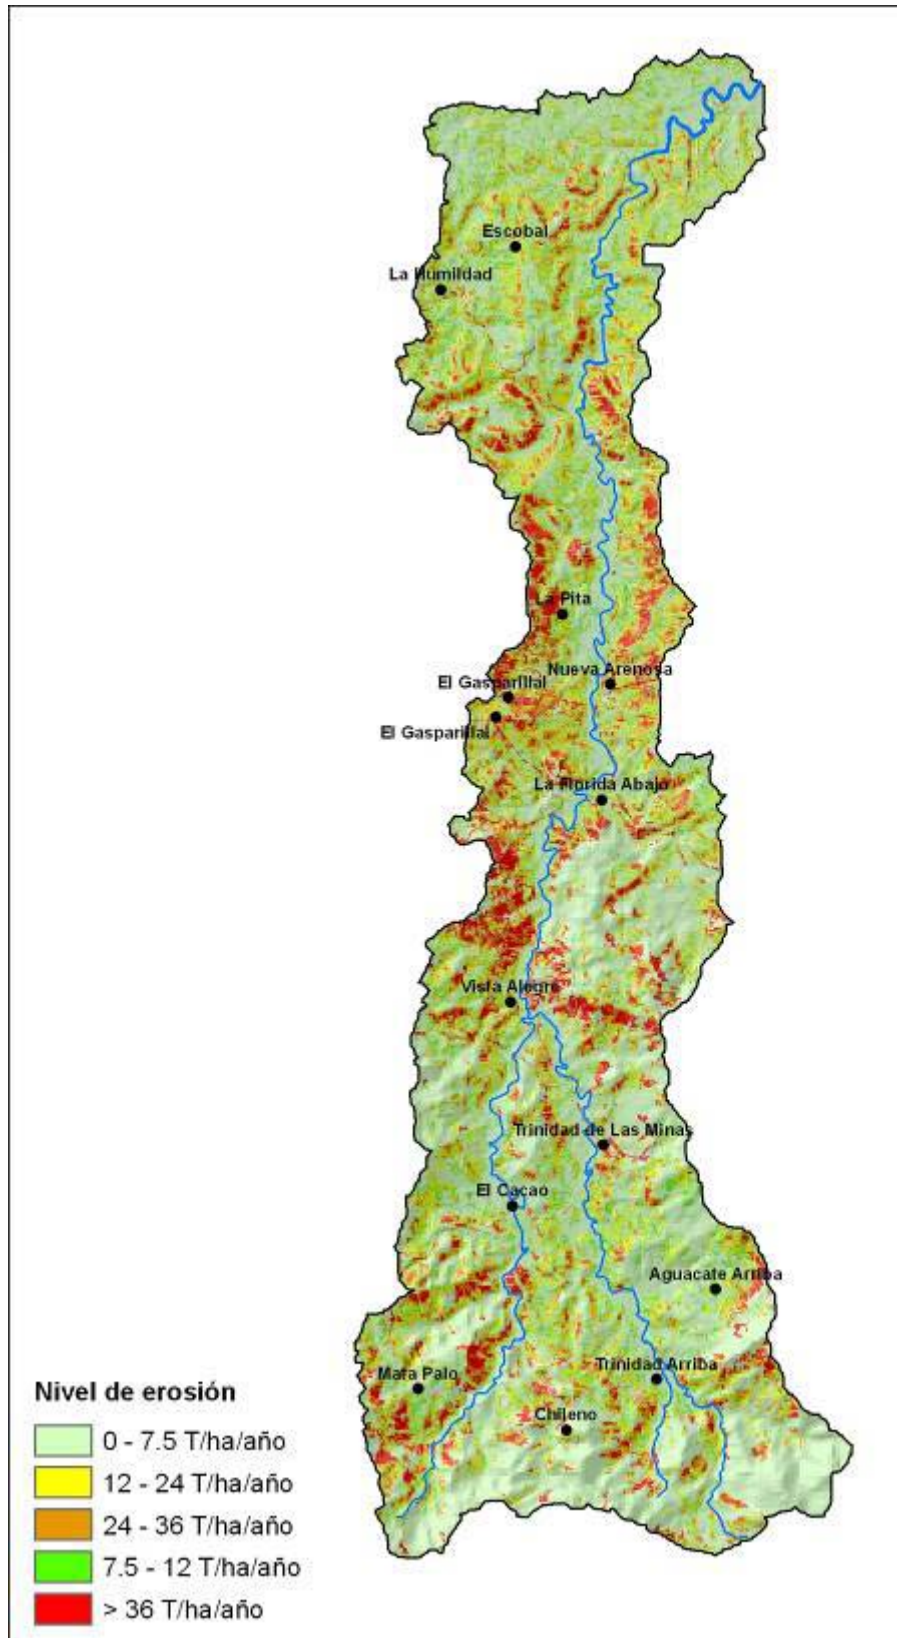 Escobal
La Humildad
La Pita
Nueva Arenosa
El Gasparillal
El Gasparillal
La Florida Abajo
Vista Alegre
Trinidad de Las Minas
El Cacao
Aguacate Arriba
Trinidad Arriba
Mata Palo
Chileno
Nivel de erosión
0 - 7.5 T/ha/año
12 - 24 T/ha/año
24 - 36 T/ha/año
7.5 - 12 T/ha/año
> 36 T/ha/año